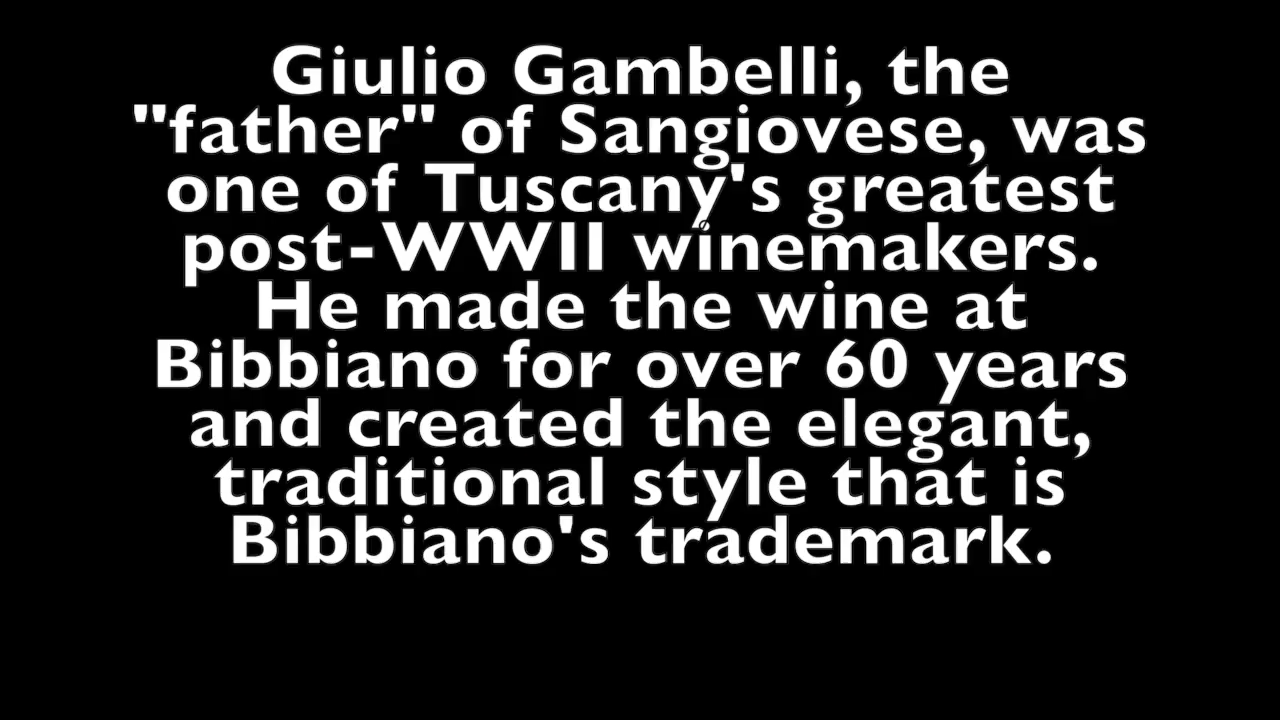 Giulio Gambelli, the
"father" of Sangiovese, was
one of Tuscany's greatest
post-WWII winemakers.
He made the wine at
Bibbiano for over 60 years
and created the elegant,
traditional style that is
Bibbiano's trademark.